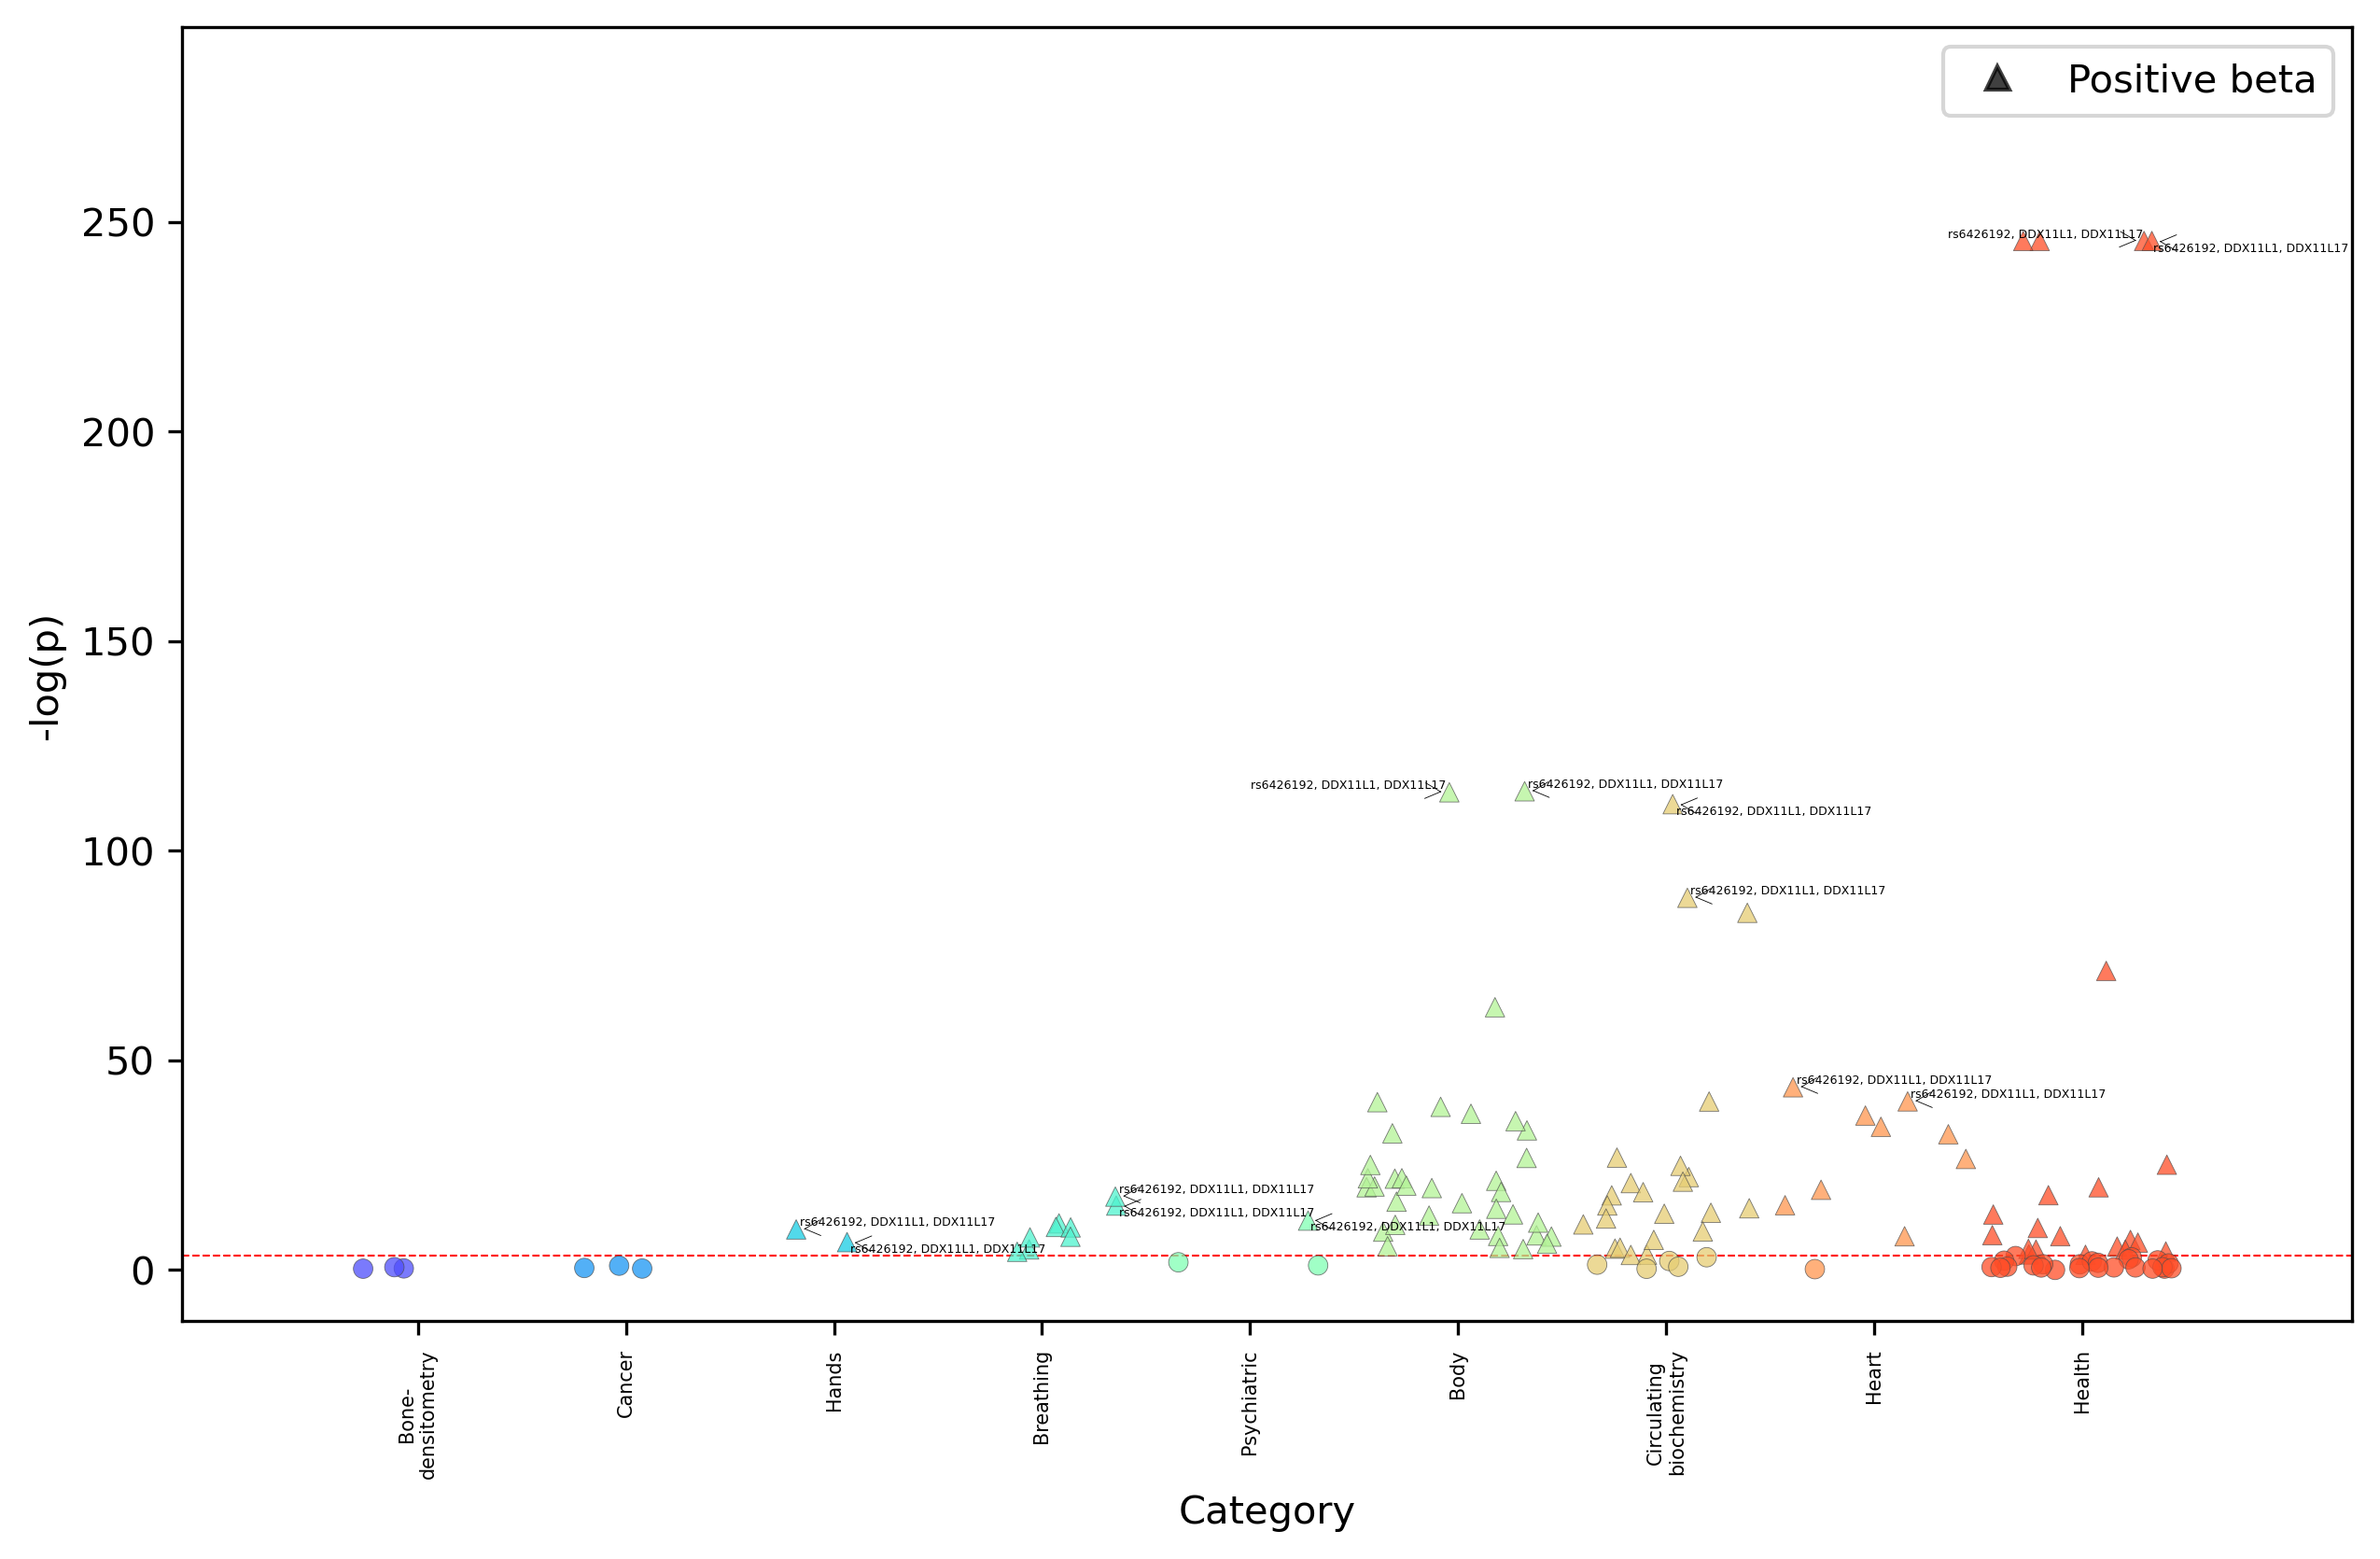 Positive beta
250
rs6426192, DDX11L1, DDX11L17
rs6426192, DDX11L1, DDX11L17
200
150
-log(p)
rs6426192, DDX11L1, DDX11L17
rs6426192, DDX11L1, DDX11L17
rs6426192, DDX11L1, DDX11L17
100
rs6426192, DDX11L1, DDX11L17
50
rs6426192, DDX11L1, DDX11L17
rs6426192, DDX11L1, DDX11L17
rs6426192, DDX11L1, DDX11L17
rs6426192, DDX11L1, DDX11L17
rs6426192, DDX11L1, DDX11L17
rs6426192, DDX11L1, DDX11L17
rs6426192, DDX11L1, DDX11L17
0
Bone-
densitometry
Cancer
Hands
Breathing
Psychiatric
Body
Circulating
biochemistry
Heart
Health
Category